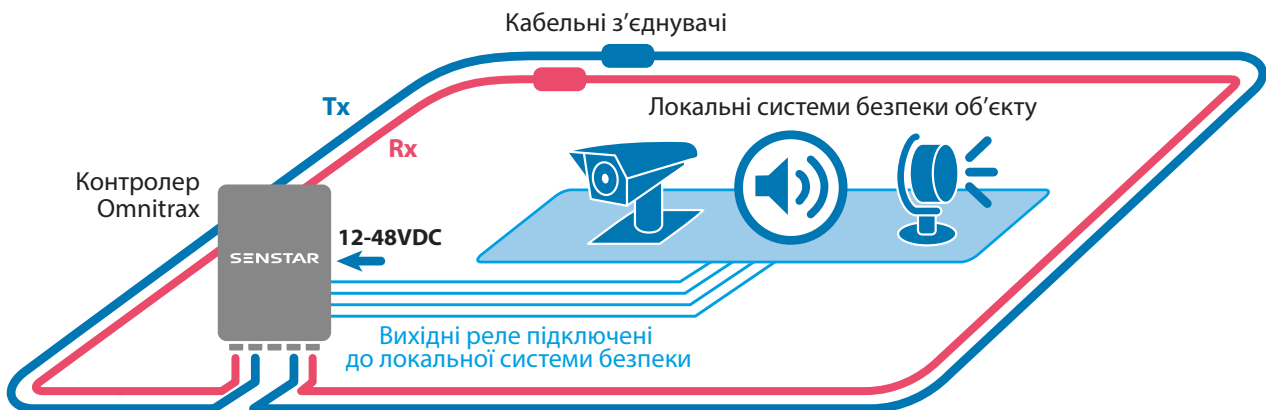 Кабельні з’єднувачі
Tx
Локальні системи безпеки об’єкту
Rx
Контролер
Omnitrax
12-48VDC
SENSTAR
Вихідні реле підключені
до локальної системи безпеки